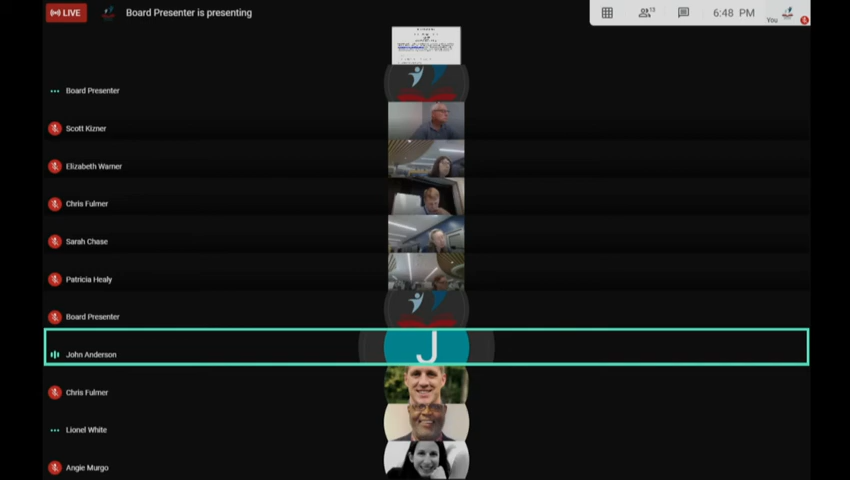 LIVE
Board Presenter is presenting
13
6:48 PM
You
Board Presenter
Scott Kizner
Elizabeth Warner
Chris Fulmer
Sarah Chase
Patricia Healy
Board Presenter
J
John Anderson
Chris Fulmer
Lionel White
Angie Murgo